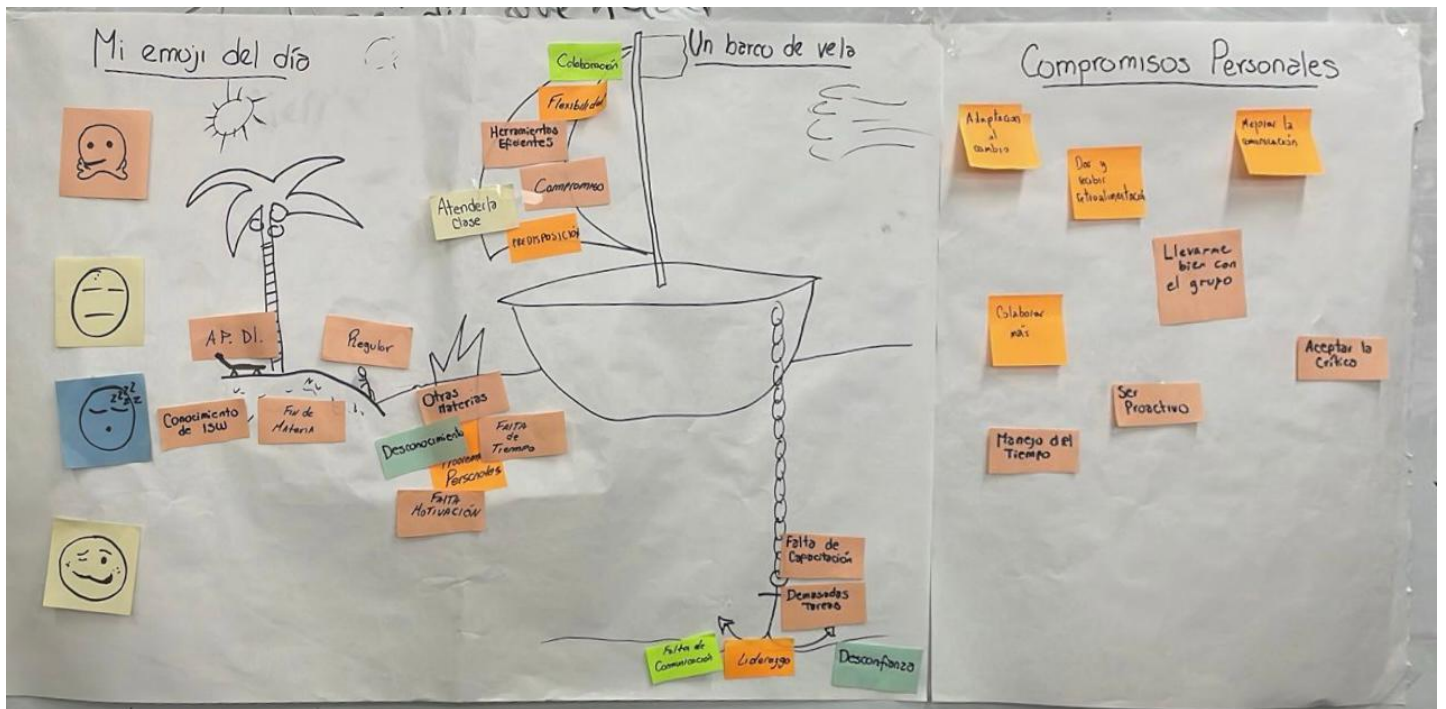 Mi emoji del día
zzzz
AP. DI.
Regular
Conocimiento
de ISW
Fin de
Materia
Otras
Materias
Desconocimiento
Falta
de
Tiempo
Personales
Falta
Motivación
Un barco de vela
Colaboración
Flexibilidad
Herramientas
Eficientes
Compromiso
Atender la
Clase
PREDISPOSICIÓN
Falta de
Capacitación
Demasiadas
Tareas
Falta de
Comunicación
Liderazgo
Desconfianza
Compromisos Personales
Adaptacion
al
cambio
Dar y
recibir
retroalimentación
Mejorar la
comunicación
Llevarme
bien con
el grupo
Colaborar
más
Aceptar la
Crítica
Ser
Proactivo
Manejo del
Tiempo